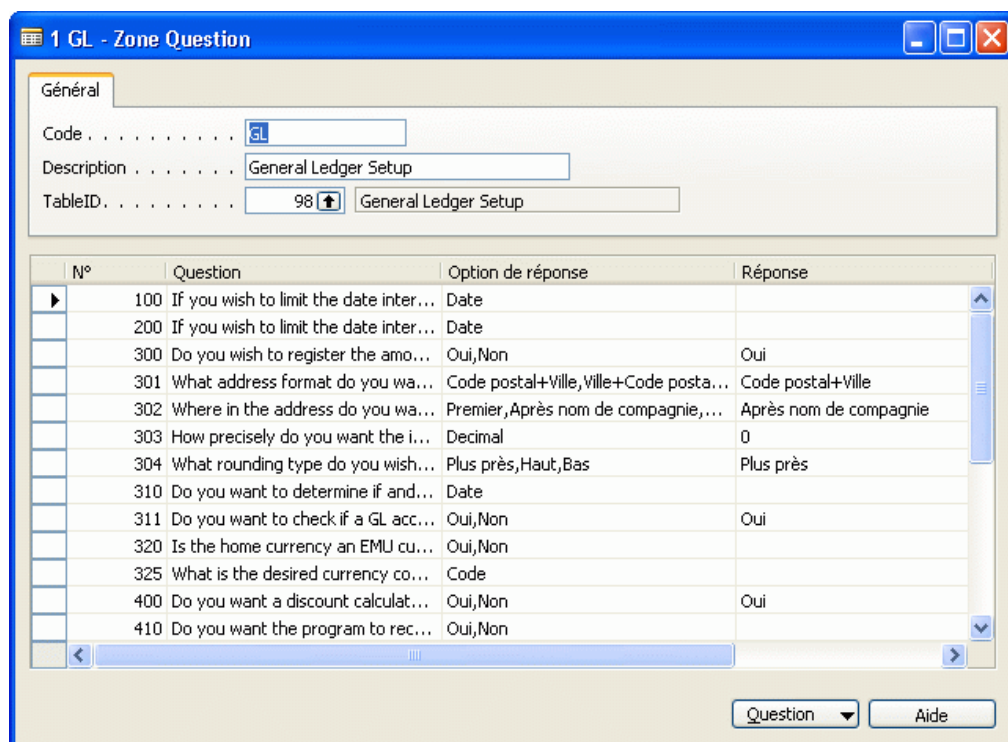 1 GL - Zone Question
Général
Code . . . . . . . . . . GL
Description . . . . . . . General Ledger Setup
TableID. . . . . . . . . 98 General Ledger Setup
N° Question Option de réponse Réponse
100 If you wish to limit the date inter... Date
200 If you wish to limit the date inter... Date
300 Do you wish to register the amo... Oui,Non Oui
301 What address format do you wa... Code postal+Ville,Ville+Code posta... Code postal+Ville
302 Where in the address do you wa... Premier,Après nom de compagnie,... Après nom de compagnie
303 How precisely do you want the i... Decimal 0
304 What rounding type do you wish... Plus près,Haut,Bas Plus près
310 Do you want to determine if and... Date
311 Do you want to check if a GL acc... Oui,Non Oui
320 Is the home currency an EMU cu... Oui,Non
325 What is the desired currency co... Code
400 Do you want a discount calculat... Oui,Non Oui
410 Do you want the program to rec... Oui,Non
Question Aide